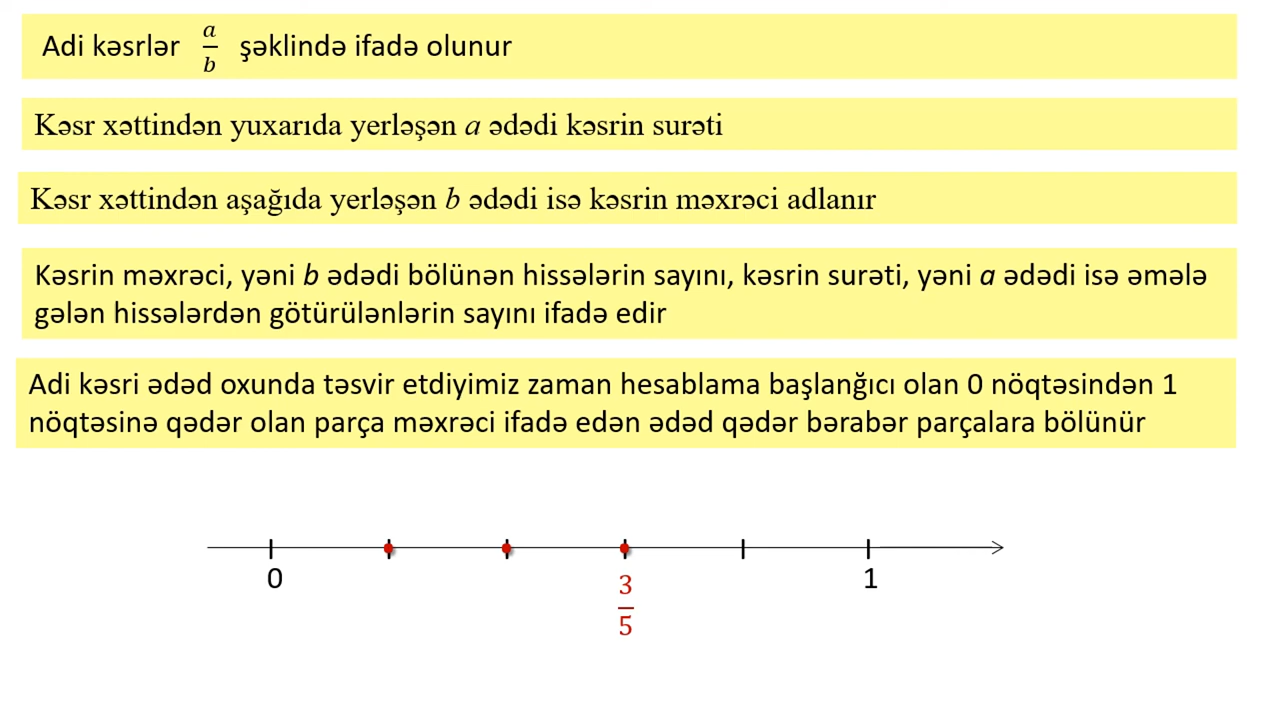 Adi kəsrlər a/b şəklində ifadə olunur
Kəsr xəttindən yuxarıda yerləşən a ədədi kəsrin surəti
Kəsr xəttindən aşağıda yerləşən b ədədi isə kəsrin məxrəci adlanır
Kəsrin məxrəci, yəni b ədədi bölünən hissələrin sayını, kəsrin surəti, yəni a ədədi isə əmələ
gələn hissələrdən götürülənlərin sayını ifadə edir
Adi kəsri ədəd oxunda təsvir etdiyimiz zaman hesablama başlanğıcı olan 0 nöqtəsindən 1
nöqtəsinə qədər olan parça məxrəci ifadə edən ədəd qədər bərabər parçalara bölünür
0 3/5 1